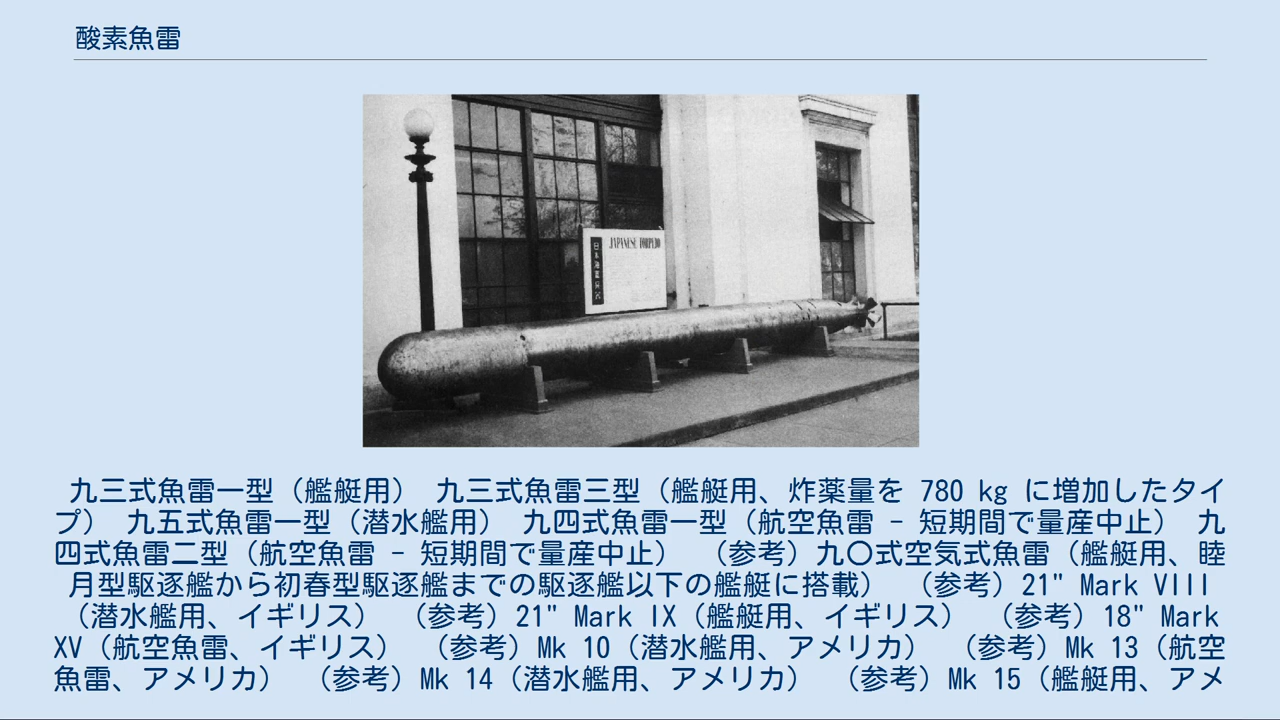 酸素魚雷
JAPANESE TORPEDO
九三式魚雷一型（艦艇用） 九三式魚雷三型（艦艇用、炸薬量を 780 kg に増加したタイ
プ） 九五式魚雷一型（潜水艦用） 九四式魚雷一型（航空魚雷 - 短期間で量産中止） 九
四式魚雷二型（航空魚雷 - 短期間で量産中止） （参考）九〇式空気式魚雷（艦艇用、睦
月型駆逐艦から初春型駆逐艦までの駆逐艦以下の艦艇に搭載） （参考）21" Mark VIII
（潜水艦用、イギリス） （参考）21" Mark IX（艦艇用、イギリス） （参考）18" Mark
XV（航空魚雷、イギリス） （参考）Mk 10（潜水艦用、アメリカ） （参考）Mk 13（航空
魚雷、アメリカ） （参考）Mk 14（潜水艦用、アメリカ） （参考）Mk 15（艦艇用、アメ